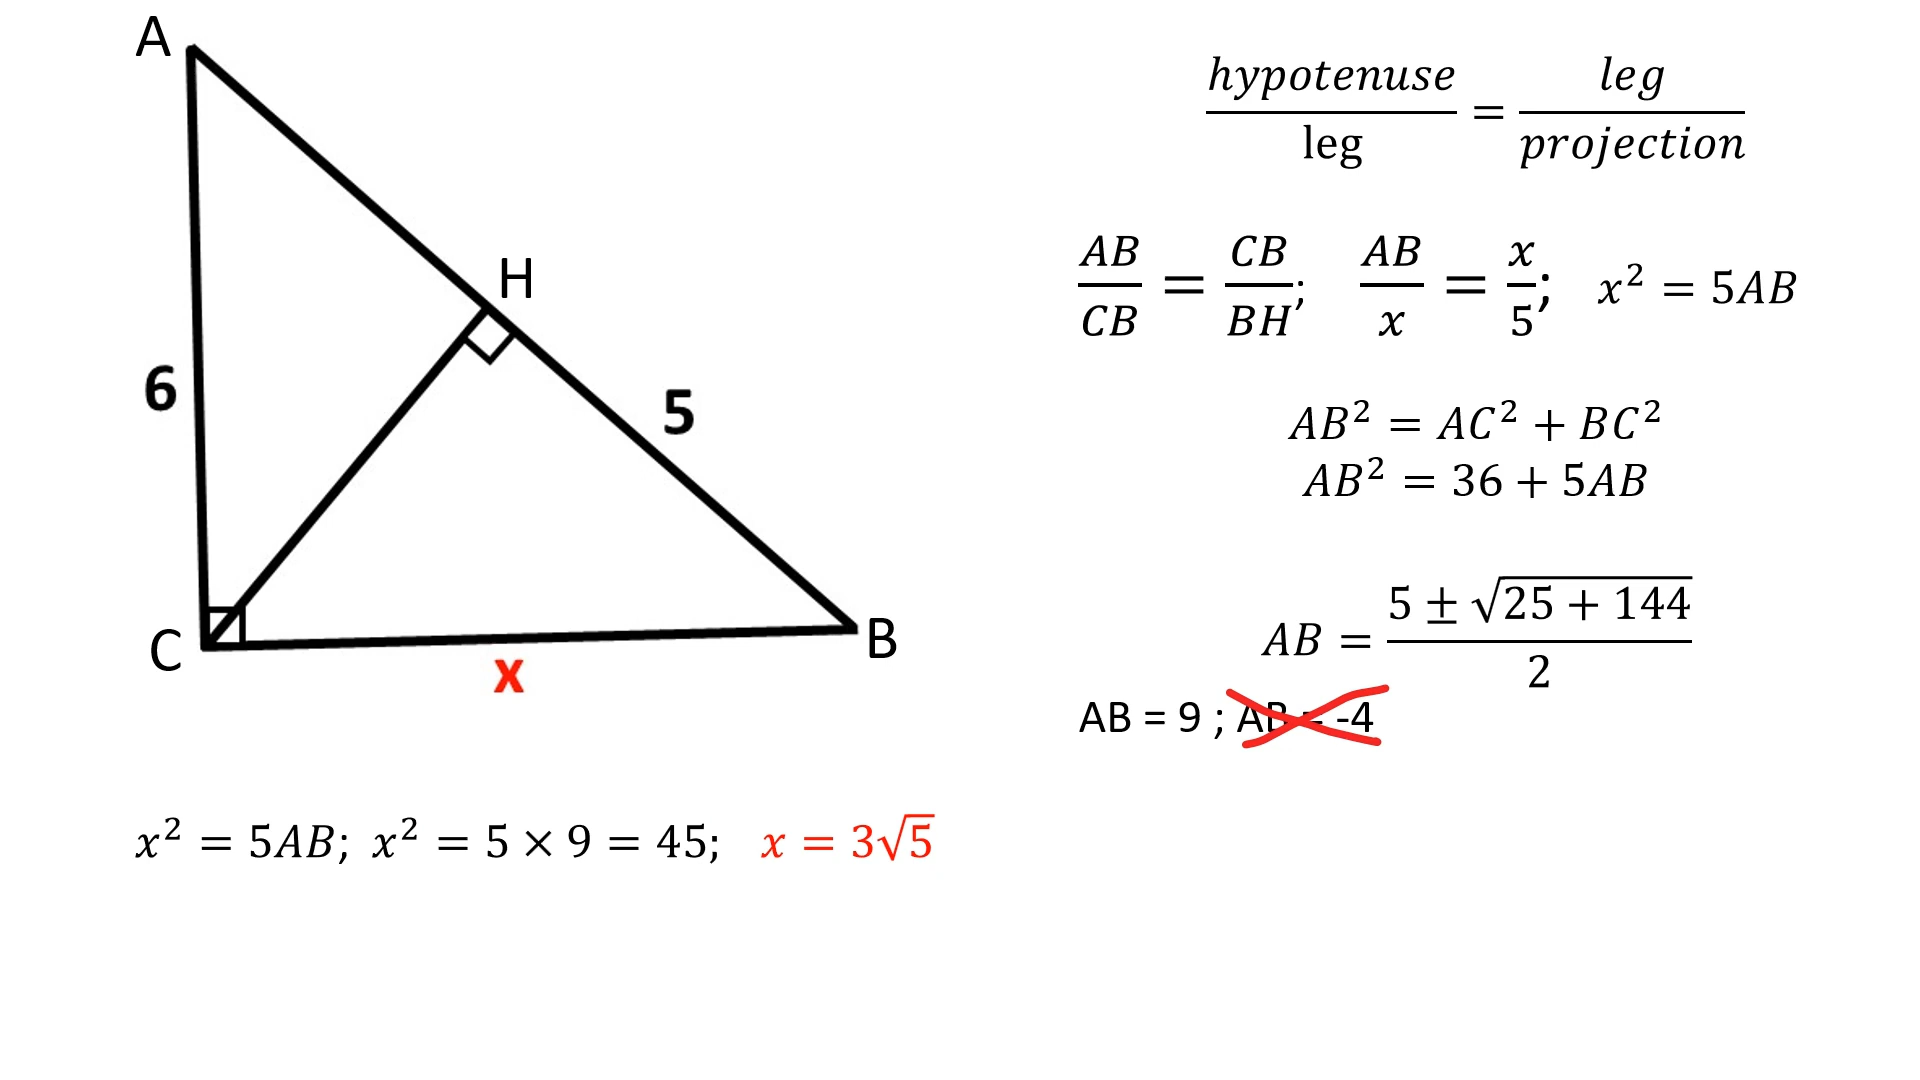 A
H
6
5
C
B
x
hypotenuse/leg = leg/projection
AB/CB = CB/BH; AB/x = x/5; x² = 5AB
AB² = AC² + BC²
AB² = 36 + 5AB
AB = (5 ± √(25 + 144))/2
AB = 9 ; AB = -4
x² = 5AB; x² = 5 × 9 = 45; x = 3√5